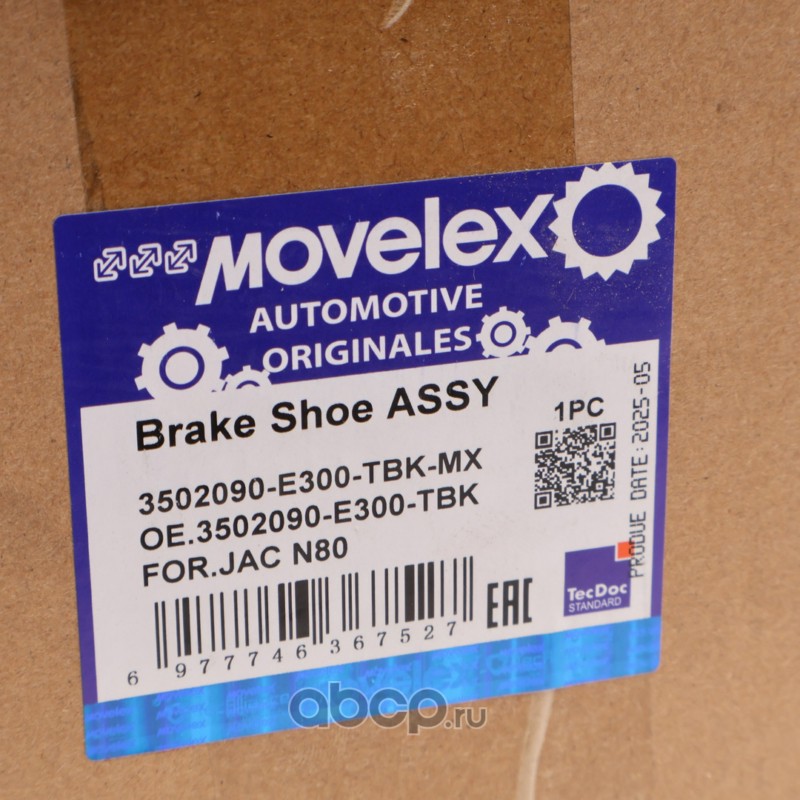 MOVELEX
AUTOMOTIVE
ORIGINALES
Brake Shoe ASSY
1PC
3502090-E300-TBK-MX
OE.3502090-E300-TBK
FOR.JAC N80
PRODUE DATE:2025-05
EAC
TecDoc
STANDARD
6 977746 367527
abcp.ru